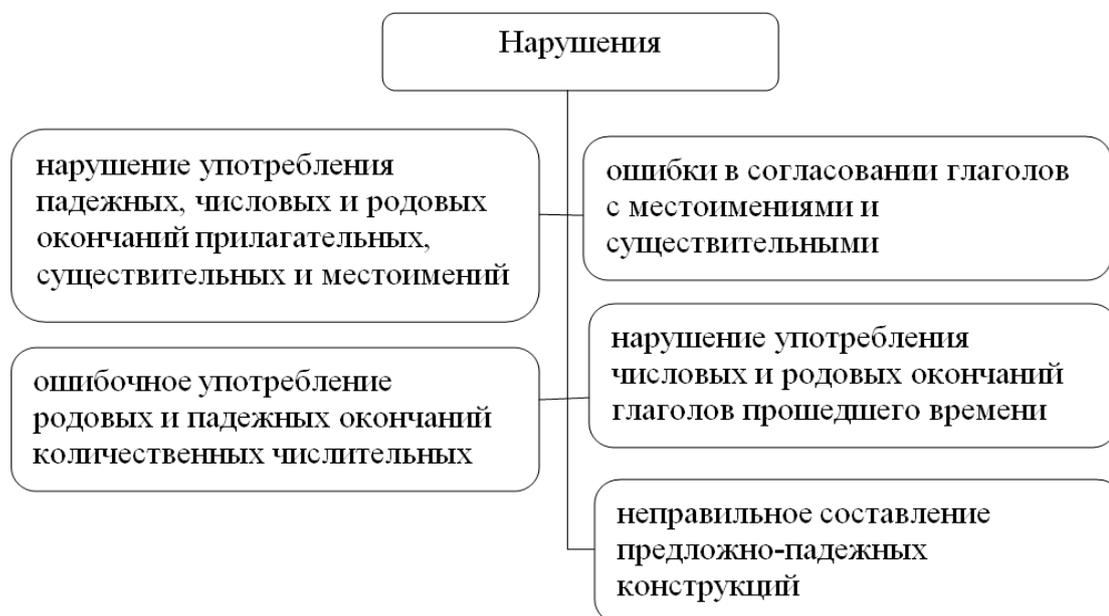 Нарушения
нарушение употребления
падежных, числовых и родовых
окончаний прилагательных,
существительных и местоимений
ошибки в согласовании глаголов
с местоимениями и
существительными
ошибочное употребление
родовых и падежных окончаний
количественных числительных
нарушение употребления
числовых и родовых окончаний
глаголов прошедшего времени
неправильное составление
предложно-падежных
конструкций